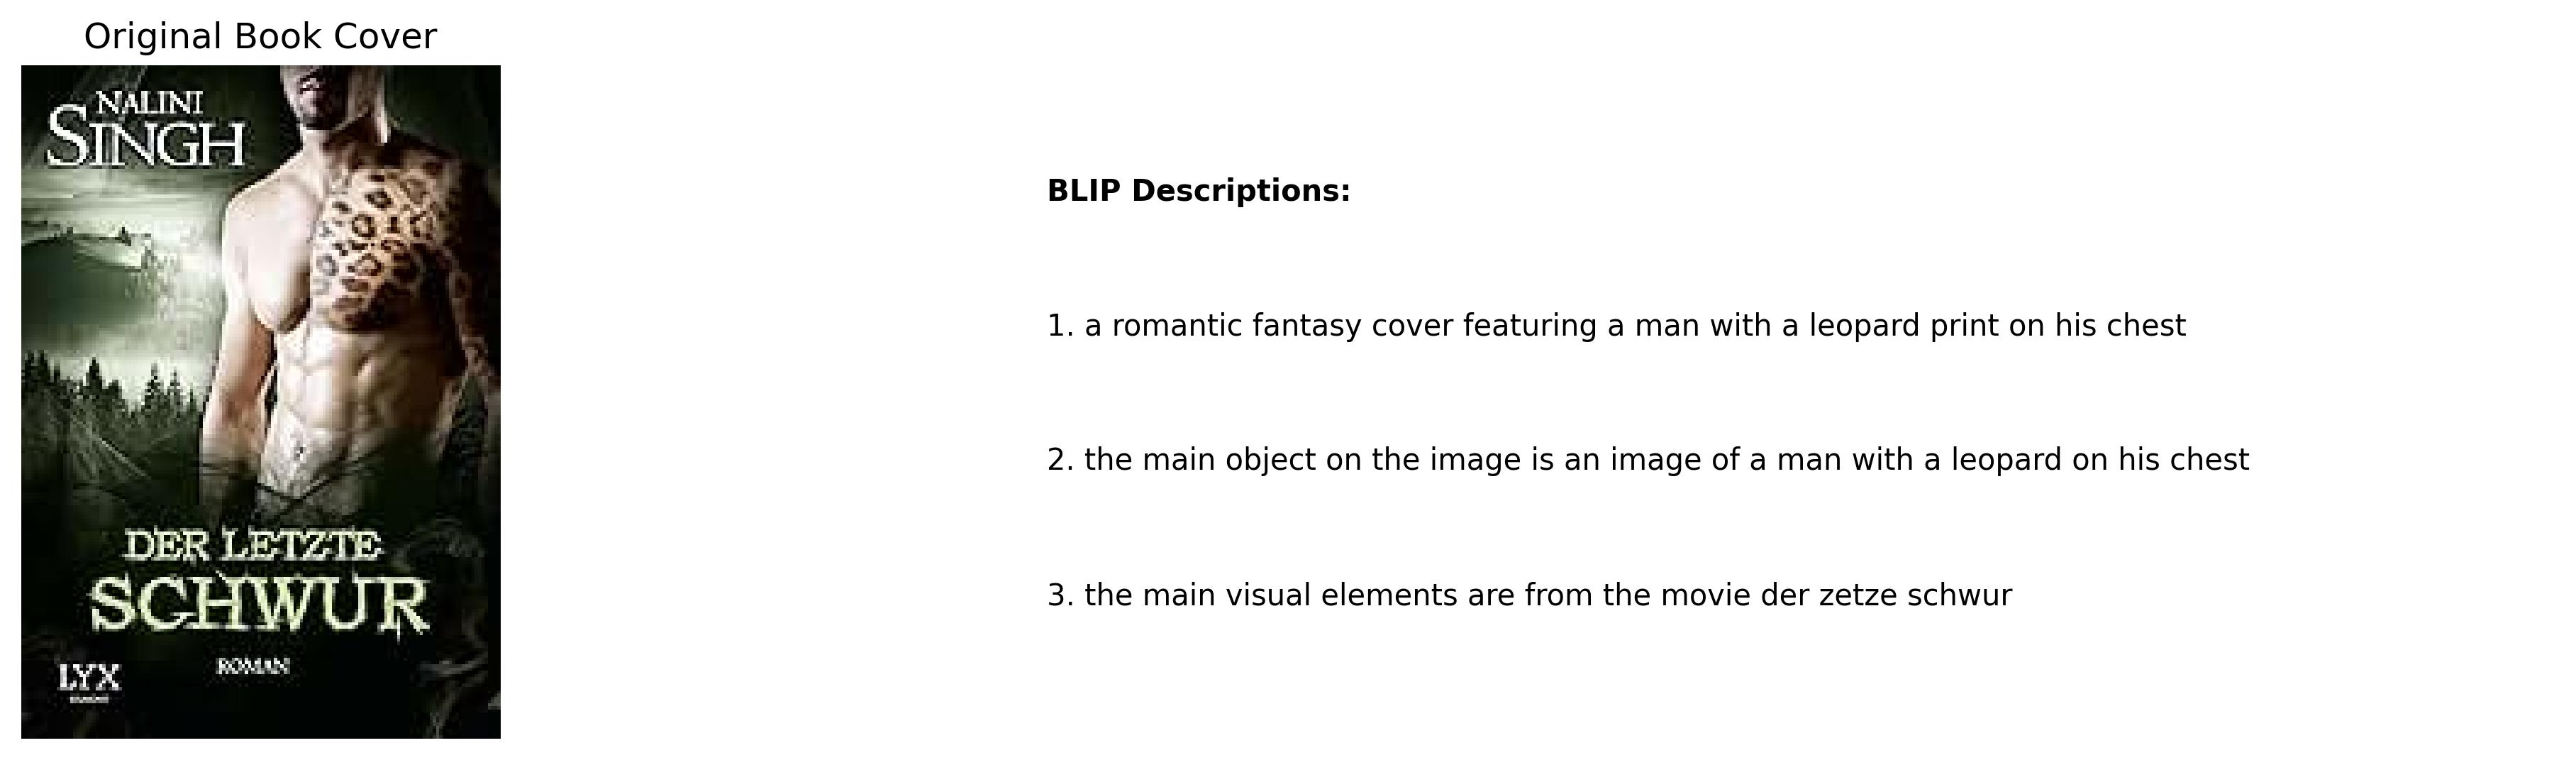 Original Book Cover
NALINI
SINGH
DER LETZTE
SCHWUR
ROMAN
LYX
BLIP Descriptions:
1. a romantic fantasy cover featuring a man with a leopard print on his chest
2. the main object on the image is an image of a man with a leopard on his chest
3. the main visual elements are from the movie der zetze schwur